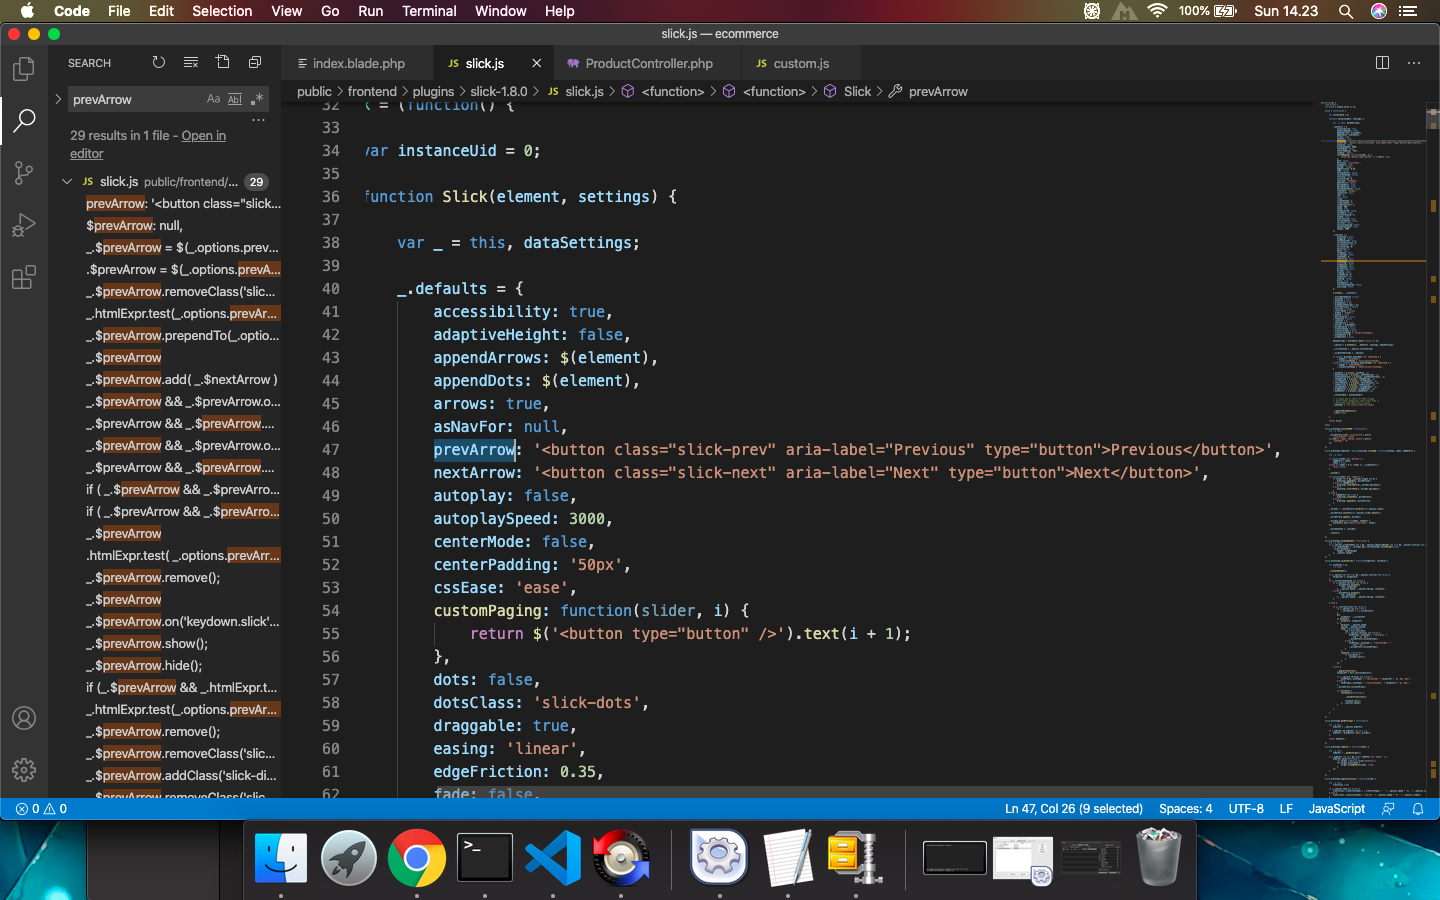 Code File Edit Selection View Go Run Terminal Window Help 100% Sun 14.23
slick.js — ecommerce
SEARCH
index.blade.php JS slick.js ProductController.php JS custom.js
public > frontend > plugins > slick-1.8.0 > JS slick.js > <function> > <function> > Slick > prevArrow
prevArrow Aa Abl .*
29 results in 1 file - Open in
editor
JS slick.js public/frontend/... 29
prevArrow: '<button class="slick...
$prevArrow: null,
_.$prevArrow = $(_.options.prev...
.$prevArrow = $(_.options.prevA...
_.$prevArrow.removeClass('slic...
_.htmlExpr.test(_.options.prevAr...
_.$prevArrow.prependTo(_.optio...
_.$prevArrow
_.$prevArrow.add( _.$nextArrow )
_.$prevArrow && _.$prevArrow.o...
_.$prevArrow && _.$prevArrow....
_.$prevArrow && _.$prevArrow.o...
_.$prevArrow && _.$prevArrow....
if ( _.$prevArrow && _.$prevArro...
if ( _.$prevArrow && _.$prevArro...
_.$prevArrow
.htmlExpr.test( _.options.prevArr...
_.$prevArrow.remove();
_.$prevArrow
_.$prevArrow.on('keydown.slick'...
_.$prevArrow.show();
_.$prevArrow.hide();
if (_.$prevArrow && _.htmlExpr.t...
_.htmlExpr.test(_.options.prevAr...
_.$prevArrow.remove();
_.$prevArrow.removeClass('slic...
_.$prevArrow.addClass('slick-di...
_.$prevArrow.removeClass('slic...
32 = (function() {
33
34 var instanceUid = 0;
35
36 function Slick(element, settings) {
37
38 var _ = this, dataSettings;
39
40 _.defaults = {
41 accessibility: true,
42 adaptiveHeight: false,
43 appendArrows: $(element),
44 appendDots: $(element),
45 arrows: true,
46 asNavFor: null,
47 prevArrow: '<button class="slick-prev" aria-label="Previous" type="button">Previous</button>',
48 nextArrow: '<button class="slick-next" aria-label="Next" type="button">Next</button>',
49 autoplay: false,
50 autoplaySpeed: 3000,
51 centerMode: false,
52 centerPadding: '50px',
53 cssEase: 'ease',
54 customPaging: function(slider, i) {
55 return $('<button type="button" />').text(i + 1);
56 },
57 dots: false,
58 dotsClass: 'slick-dots',
59 draggable: true,
60 easing: 'linear',
61 edgeFriction: 0.35,
62 fade: false,
0 0 Ln 47, Col 26 (9 selected) Spaces: 4 UTF-8 LF JavaScript